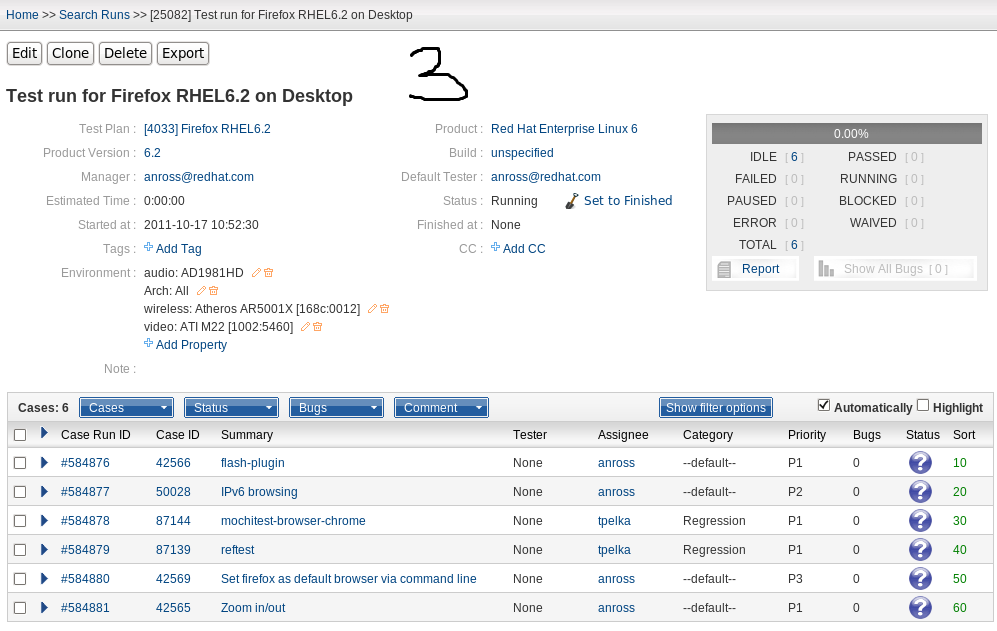 Home >> Search Runs >> [25082] Test run for Firefox RHEL6.2 on Desktop
Edit Clone Delete Export
3
Test run for Firefox RHEL6.2 on Desktop
Test Plan : [4033] Firefox RHEL6.2 Product : Red Hat Enterprise Linux 6
0.00%
Product Version : 6.2 Build : unspecified
IDLE [ 6 ] PASSED [ 0 ]
Manager : anross@redhat.com Default Tester : anross@redhat.com
FAILED [ 0 ] RUNNING [ 0 ]
Estimated Time : 0:00:00 Status : Running Set to Finished
PAUSED [ 0 ] BLOCKED [ 0 ]
Started at : 2011-10-17 10:52:30 Finished at : None
ERROR [ 0 ] WAIVED [ 0 ]
Tags : Add Tag CC : Add CC
TOTAL [ 6 ]
Environment : audio: AD1981HD
Report Show All Bugs [ 0 ]
Arch: All
wireless: Atheros AR5001X [168c:0012]
video: ATI M22 [1002:5460]
Add Property
Note :
Cases: 6 Cases Status Bugs Comment Show filter options Automatically Highlight
Case Run ID Case ID Summary Tester Assignee Category Priority Bugs Status Sort
#584876 42566 flash-plugin None anross --default-- P1 0 ? 10
#584877 50028 IPv6 browsing None anross --default-- P2 0 ? 20
#584878 87144 mochitest-browser-chrome None tpelka Regression P1 0 ? 30
#584879 87139 reftest None tpelka Regression P1 0 ? 40
#584880 42569 Set firefox as default browser via command line None anross --default-- P3 0 ? 50
#584881 42565 Zoom in/out None anross --default-- P1 0 ? 60